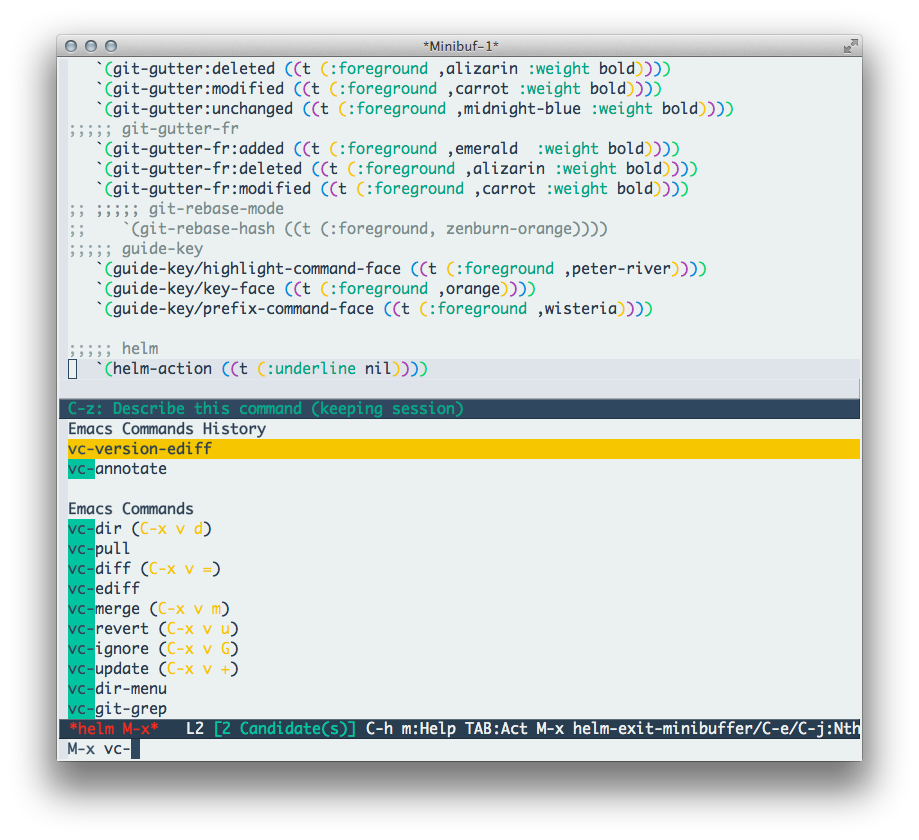 *Minibuf-1*
`(git-gutter:deleted ((t (:foreground ,alizarin :weight bold))))
`(git-gutter:modified ((t (:foreground ,carrot :weight bold))))
`(git-gutter:unchanged ((t (:foreground ,midnight-blue :weight bold))))
;;;;; git-gutter-fr
`(git-gutter-fr:added ((t (:foreground ,emerald  :weight bold))))
`(git-gutter-fr:deleted ((t (:foreground ,alizarin :weight bold))))
`(git-gutter-fr:modified ((t (:foreground ,carrot :weight bold))))
;; ;;;;; git-rebase-mode
;;    `(git-rebase-hash ((t (:foreground, zenburn-orange))))
;;;;; guide-key
`(guide-key/highlight-command-face ((t (:foreground ,peter-river))))
`(guide-key/key-face ((t (:foreground ,orange))))
`(guide-key/prefix-command-face ((t (:foreground ,wisteria))))
;;;;; helm
`(helm-action ((t (:underline nil))))
C-z: Describe this command (keeping session)
Emacs Commands History
vc-version-ediff
vc-annotate
Emacs Commands
vc-dir (C-x v d)
vc-pull
vc-diff (C-x v =)
vc-ediff
vc-merge (C-x v m)
vc-revert (C-x v u)
vc-ignore (C-x v G)
vc-update (C-x v +)
vc-dir-menu
vc-git-grep
*helm M-x*   L2 [2 Candidate(s)] C-h m:Help TAB:Act M-x helm-exit-minibuffer/C-e/C-j:Nth
M-x vc-